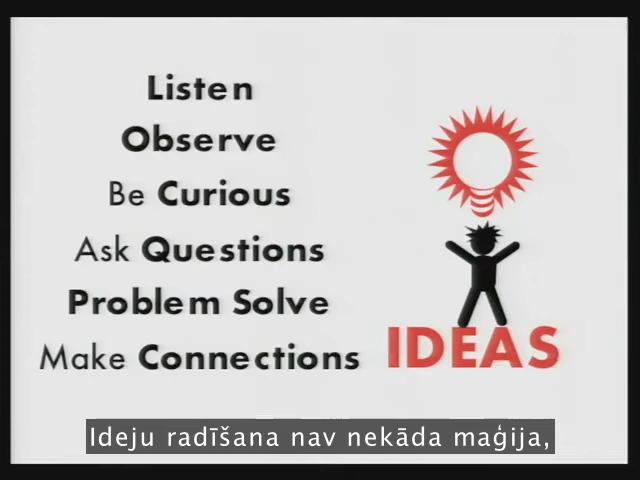 Listen
Observe
Be Curious
Ask Questions
Problem Solve
Make Connections
IDEAS
Ideju radīšana nav nekāda maģija,